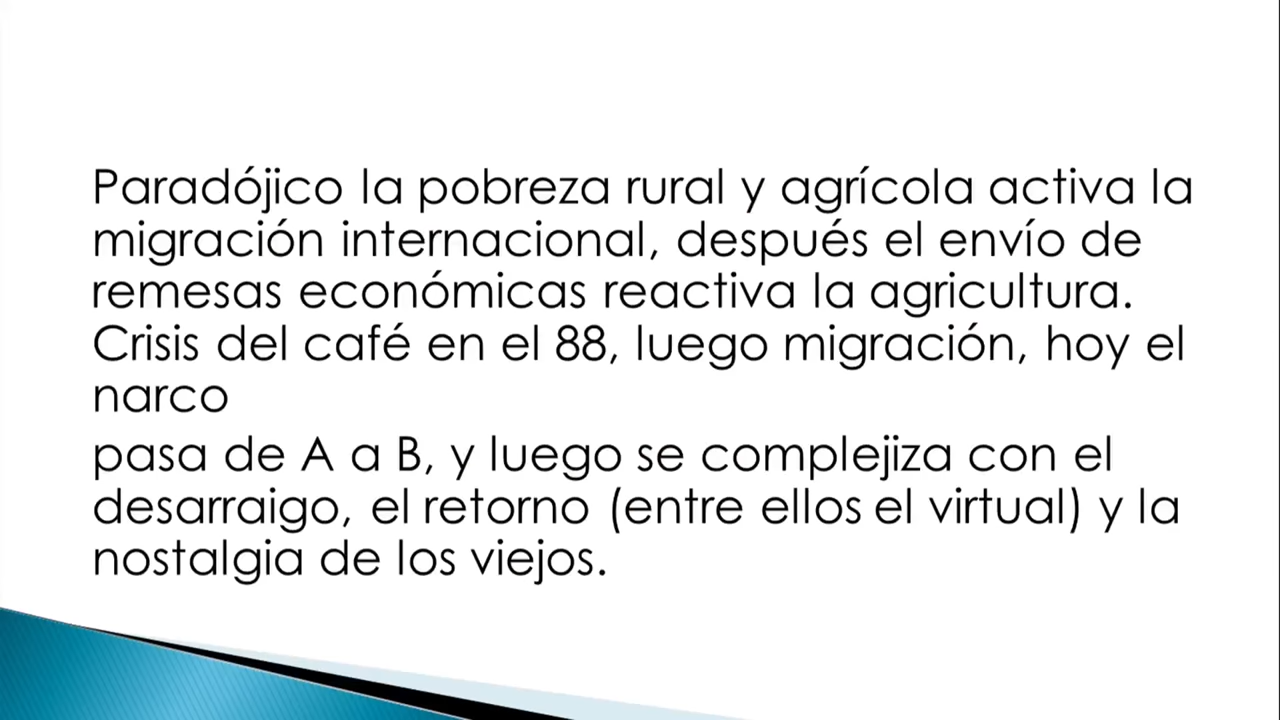 Paradójico la pobreza rural y agrícola activa la
migración internacional, después el envío de
remesas económicas reactiva la agricultura.
Crisis del café en el 88, luego migración, hoy el
narco
pasa de A a B, y luego se complejiza con el
desarraigo, el retorno (entre ellos el virtual) y la
nostalgia de los viejos.